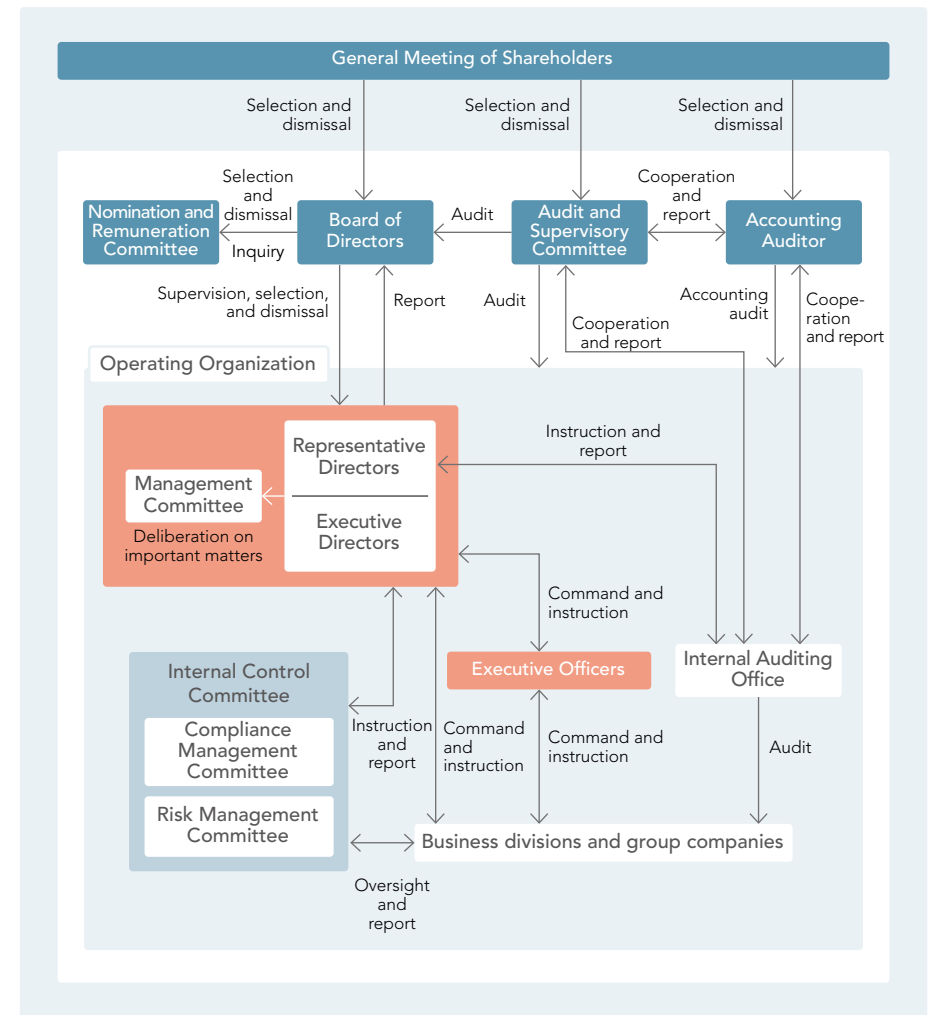 General Meeting of Shareholders
Selection and
dismissal
Selection and
dismissal
Selection and
dismissal
Selection
and
dismissal
Inquiry
Nomination and
Remuneration
Committee
Board of
Directors
Audit
Audit and
Supervisory
Committee
Cooperation
and
report
Accounting
Auditor
Supervision, selection,
and dismissal
Report
Audit
Cooperation
and report
Accounting
audit
Coope-
ration
and report
Operating Organization
Representative
Directors
Executive
Directors
Management
Committee
Deliberation on
important matters
Instruction and
report
Command and
instruction
Internal Control
Committee
Compliance
Management
Committee
Risk Management
Committee
Instruction
and
report
Command
and
instruction
Executive Officers
Command and
instruction
Internal Auditing
Office
Audit
Business divisions and group companies
Oversight
and
report